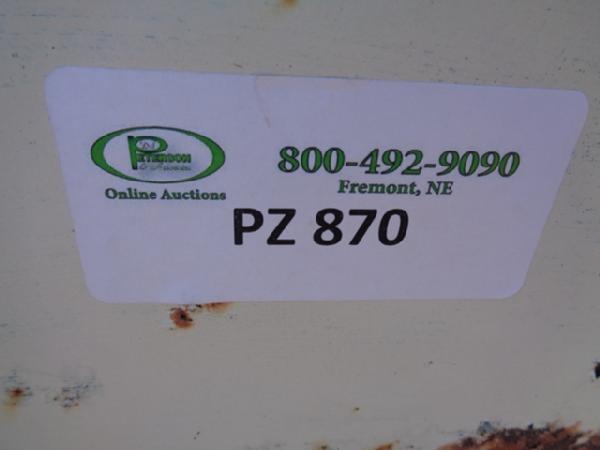 PETERSON
Online Auctions
800-492-9090
Fremont, NE
PZ 870